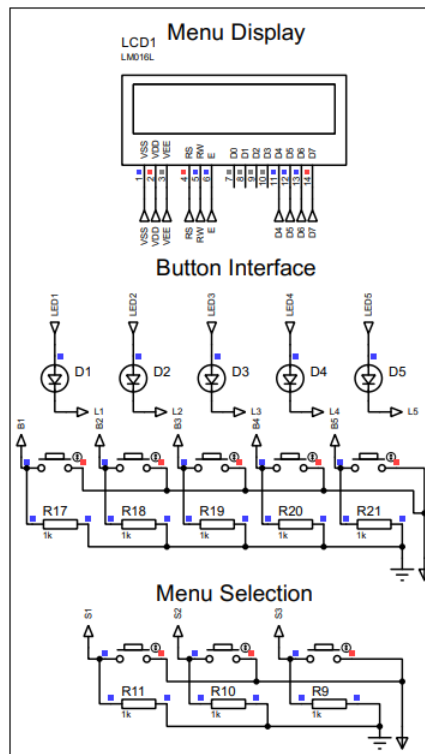 Menu Display
LCD1
LM016L
VSS VDD VEE RS RW E D0 D1 D2 D3 D4 D5 D6 D7
1 2 3 4 5 6 7 8 9 10 11 12 13 14
VSS VDD VEE RS RW E D4 D5 D6 D7
Button Interface
LED1 LED2 LED3 LED4 LED5
D1 D2 D3 D4 D5
L1 L2 L3 L4 L5
B1 B2 B3 B4 B5
R17 R18 R19 R20 R21
1k 1k 1k 1k 1k
Menu Selection
S1 S2 S3
R11 R10 R9
1k 1k 1k